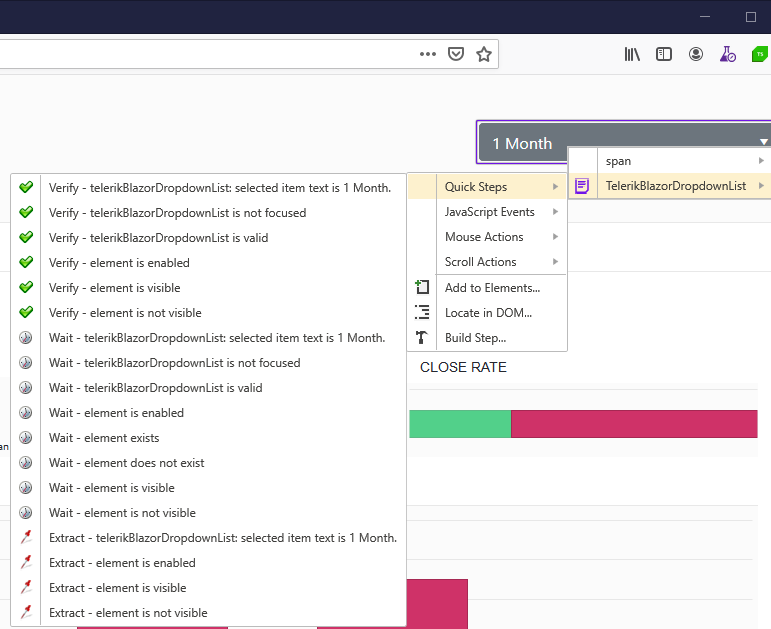 TS
1 Month
span
TelerikBlazorDropdownList
Quick Steps
JavaScript Events
Mouse Actions
Scroll Actions
Add to Elements...
Locate in DOM...
Build Step...
Verify - telerikBlazorDropdownList: selected item text is 1 Month.
Verify - telerikBlazorDropdownList is not focused
Verify - telerikBlazorDropdownList is valid
Verify - element is enabled
Verify - element is visible
Verify - element is not visible
Wait - telerikBlazorDropdownList: selected item text is 1 Month.
Wait - telerikBlazorDropdownList is not focused
Wait - telerikBlazorDropdownList is valid
Wait - element is enabled
Wait - element exists
Wait - element does not exist
Wait - element is visible
Wait - element is not visible
Extract - telerikBlazorDropdownList: selected item text is 1 Month.
Extract - element is enabled
Extract - element is visible
Extract - element is not visible
CLOSE RATE
an